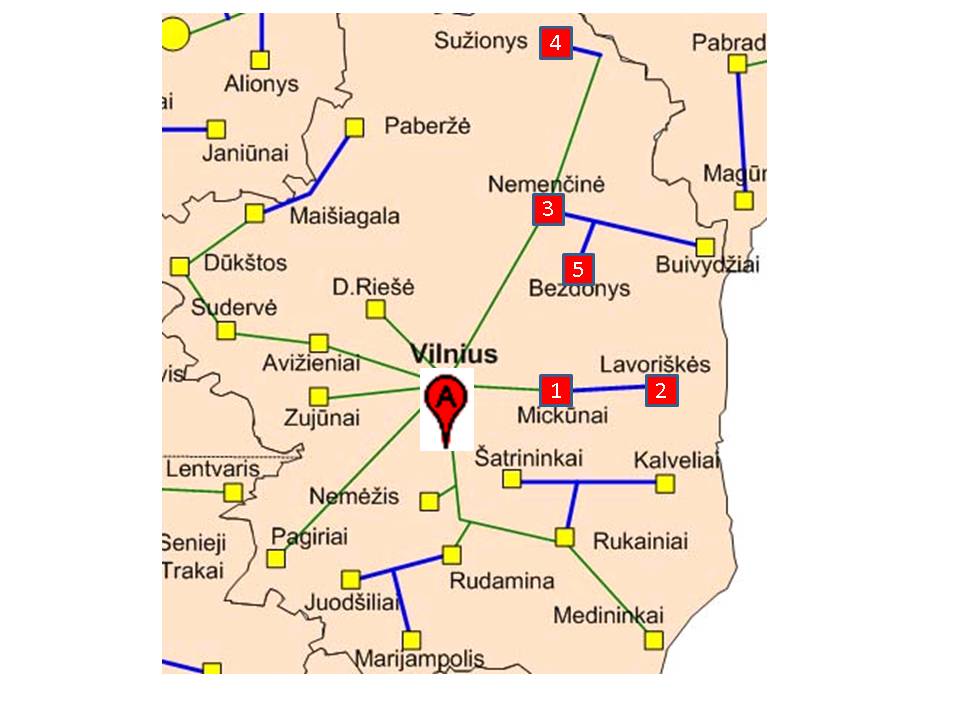 Sužionys
4
Pabrad
Alionys
ai
Paberžė
Janiūnai
Magūr
Nemenčinė
3
Maišiagala
Dūkštos
5
Buivydžiai
D.Riešė
Bezdonys
Sudervė
Vilnius
Avižieniai
Lavoriškės
vis
A
1
2
Zujūnai
Mickūnai
Šatrininkai
Kalveliai
Lentvaris
Nemėžis
Pagiriai
Senieji
Trakai
Rukainiai
Rudamina
Juodšiliai
Medininkai
Marijampolis